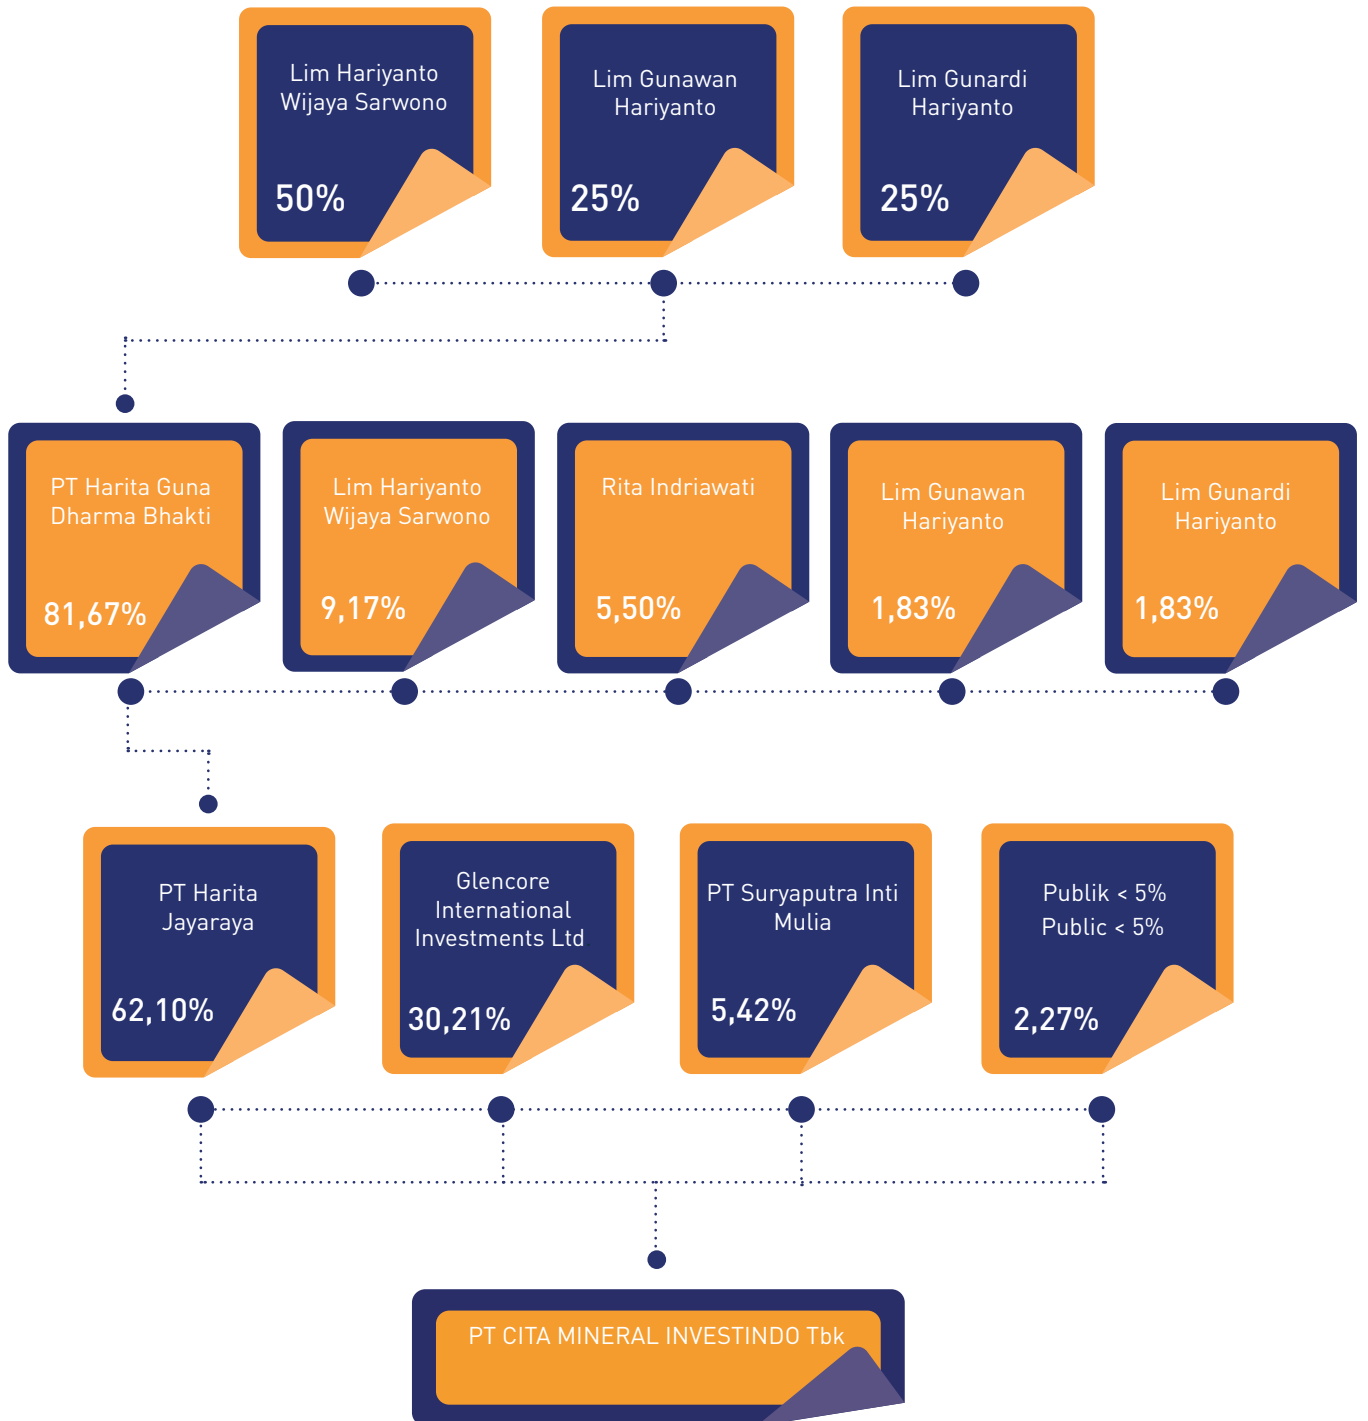 Lim Hariyanto
Wijaya Sarwono
50%
Lim Gunawan
Hariyanto
25%
Lim Gunardi
Hariyanto
25%
PT Harita Guna
Dharma Bhakti
81,67%
Lim Hariyanto
Wijaya Sarwono
9,17%
Rita Indriawati
5,50%
Lim Gunawan
Hariyanto
1,83%
Lim Gunardi
Hariyanto
1,83%
PT Harita
Jayaraya
62,10%
Glencore
International
Investments Ltd.
30,21%
PT Suryaputra Inti
Mulia
5,42%
Publik < 5%
Public < 5%
2,27%
PT CITA MINERAL INVESTINDO Tbk